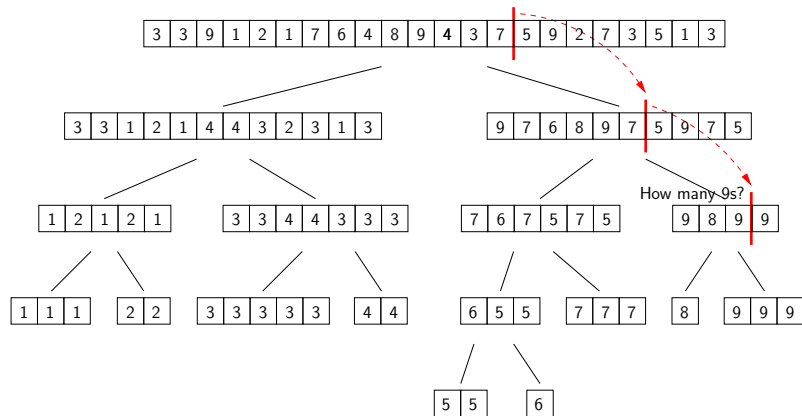 3 3 9 1 2 1 7 6 4 8 9 4 3 7 5 9 2 7 3 5 1 3
3 3 1 2 1 4 4 3 2 3 1 3
9 7 6 8 9 7 5 9 7 5
How many 9s?
1 2 1 2 1
3 3 4 4 3 3 3
7 6 7 5 7 5
9 8 9 9
1 1 1
2 2
3 3 3 3 3
4 4
6 5 5
7 7 7
8
9 9 9
5 5
6